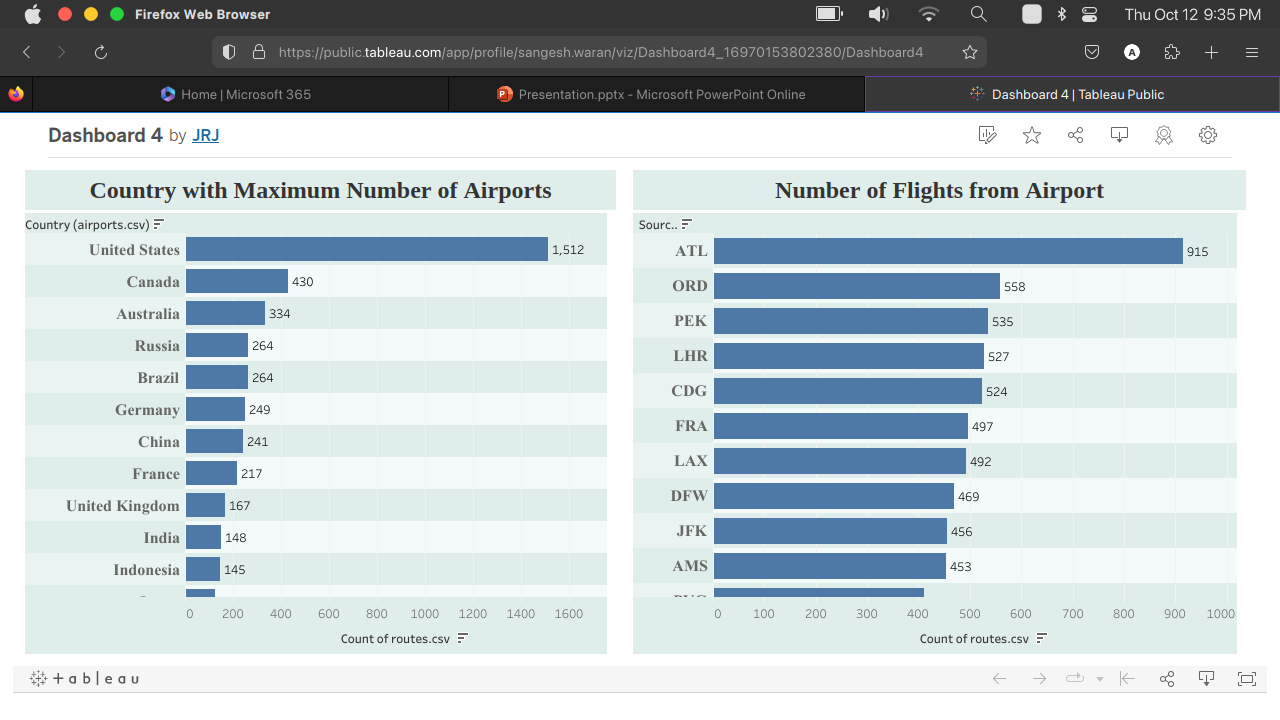 Firefox Web Browser
Thu Oct 12 9:35 PM
https://public.tableau.com/app/profile/sangesh.waran/viz/Dashboard4_16970153802380/Dashboard4
A
Home | Microsoft 365
Presentation.pptx - Microsoft PowerPoint Online
Dashboard 4 | Tableau Public
Dashboard 4 by JRJ
Country with Maximum Number of Airports
Country (airports.csv)
United States 1,512
Canada 430
Australia 334
Russia 264
Brazil 264
Germany 249
China 241
France 217
United Kingdom 167
India 148
Indonesia 145
0 200 400 600 800 1000 1200 1400 1600
Count of routes.csv
Number of Flights from Airport
Sourc..
ATL 915
ORD 558
PEK 535
LHR 527
CDG 524
FRA 497
LAX 492
DFW 469
JFK 456
AMS 453
0 100 200 300 400 500 600 700 800 900 1000
Count of routes.csv
+ a b l e a u